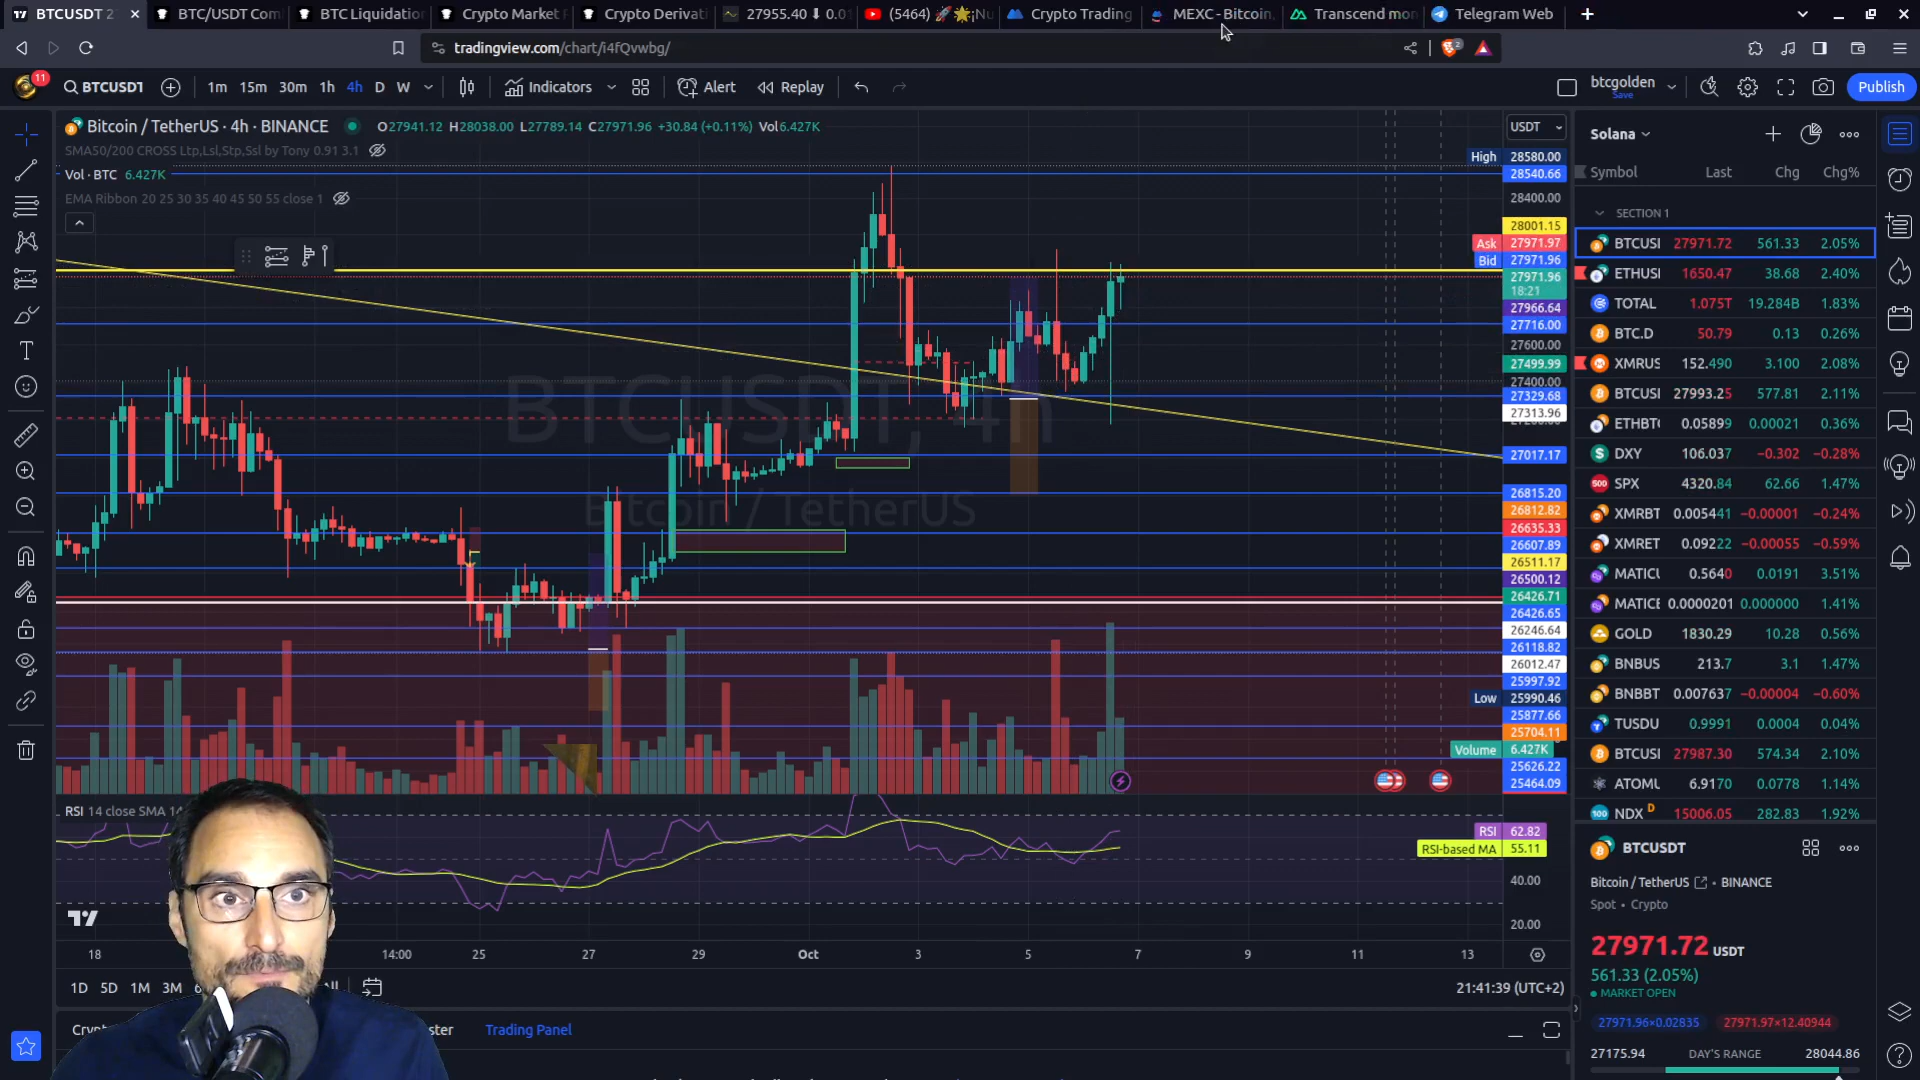 BTCUSDT 2
BTC/USDT Com
BTC Liquidation
Crypto Market
Crypto Derivati
27955.40 ⬇ 0.01
(5464) 🚀🌟¡Nu
Crypto Trading
MEXC - Bitcoin,
Transcend mon
Telegram Web
tradingview.com/chart/i4fQvwbg/
2
11
BTCUSDT
1m 15m 30m 1h 4h D W
Indicators
Alert
Replay
btcgolden
Save
Publish
Bitcoin / TetherUS · 4h · BINANCE
O27941.12 H28038.00 L27789.14 C27971.96 +30.84 (+0.11%) Vol6.427K
SMA50/200 CROSS Ltp,Lsl,Stp,Ssl by Tony 0.91 3.1
Vol · BTC 6.427K
EMA Ribbon 20 25 30 35 40 45 50 55 close 1
BTCUSDT, 4h
Bitcoin / TetherUS
USDT
High 28580.00
28540.66
28400.00
28001.15
Ask 27971.97
Bid 27971.96
27971.96
18:21
27966.64
27716.00
27600.00
27499.99
27400.00
27329.68
27313.96
27017.17
26815.20
26812.82
26635.33
26607.89
26511.17
26500.12
26426.71
26426.65
26246.64
26118.82
26012.47
25997.92
Low 25990.46
25877.66
25704.11
Volume 6.427K
25626.22
25464.09
RSI 14 close SMA 14
RSI 62.82
RSI-based MA 55.11
40.00
20.00
18 14:00 25 27 29 Oct 3 5 7 9 11 13
1D 5D 1M 3M
21:41:39 (UTC+2)
Trading Panel
Solana
Symbol Last Chg Chg%
SECTION 1
BTCUSI 27971.72 561.33 2.05%
ETHUSI 1650.47 38.68 2.40%
TOTAL 1.075T 19.284B 1.83%
BTC.D 50.79 0.13 0.26%
XMRUS 152.490 3.100 2.08%
BTCUSI 27993.25 577.81 2.11%
ETHBT 0.05899 0.00021 0.36%
DXY 106.037 −0.302 −0.28%
SPX 4320.84 62.66 1.47%
XMRBT 0.005441 −0.00001 −0.24%
XMRET 0.09222 −0.00055 −0.59%
MATICU 0.5640 0.0191 3.51%
MATICE 0.0000201 0.000000 1.41%
GOLD 1830.29 10.28 0.56%
BNBUS 213.7 3.1 1.47%
BNBBT 0.007637 −0.00004 −0.60%
TUSDU 0.9991 0.0004 0.04%
BTCUSI 27987.30 574.34 2.10%
ATOMU 6.9170 0.0778 1.14%
NDX D 15006.05 282.83 1.92%
BTCUSDT
Bitcoin / TetherUS • BINANCE
Spot • Crypto
27971.72 USDT
561.33 (2.05%)
MARKET OPEN
27971.96×0.02835 27971.97×12.40944
27175.94 DAY'S RANGE 28044.86